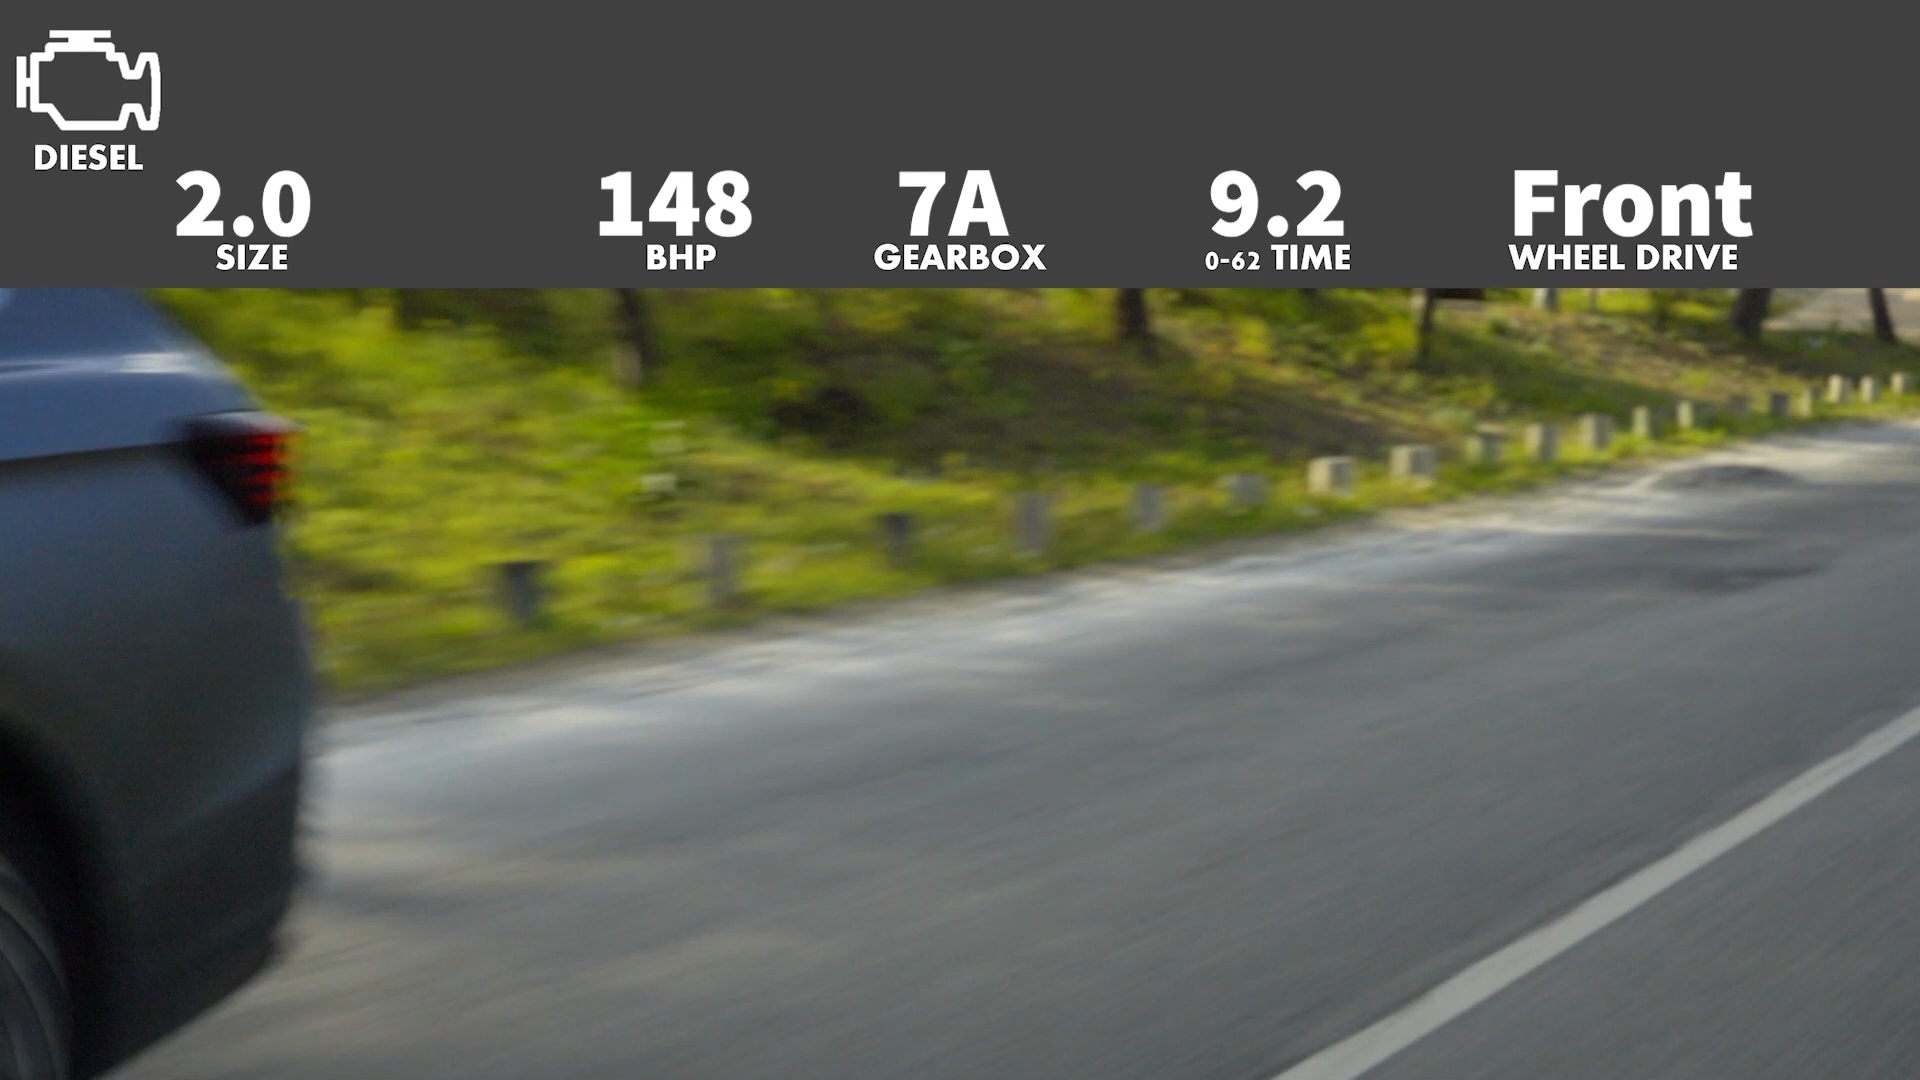 DIESEL
2.0 148 7A 9.2 Front
SIZE BHP GEARBOX 0-62 TIME WHEEL DRIVE